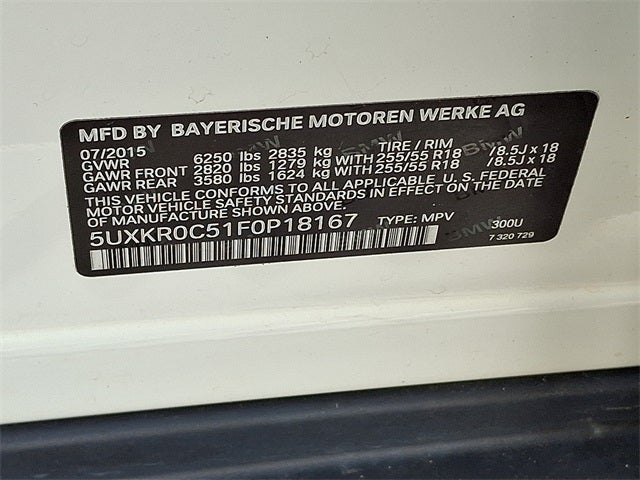 MFD BY BAYERISCHE MOTOREN WERKE AG
07/2015 TIRE / RIM
GVWR 6250 lbs 2835 kg
GAWR FRONT 2820 lbs 1279 kg WITH 255/55 R18 /8.5J x 18
GAWR REAR 3580 lbs 1624 kg WITH 255/55 R18 /8.5J x 18
THIS VEHICLE CONFORMS TO ALL APPLICABLE U.S. FEDERAL
MOTOR VEHICLE SAFETY STANDARDS IN EFFECT ON THE DATE
OF MANUFACTURE SHOWN ABOVE.
5UXKR0C51F0P18167 TYPE: MPV 300U
7 320 729